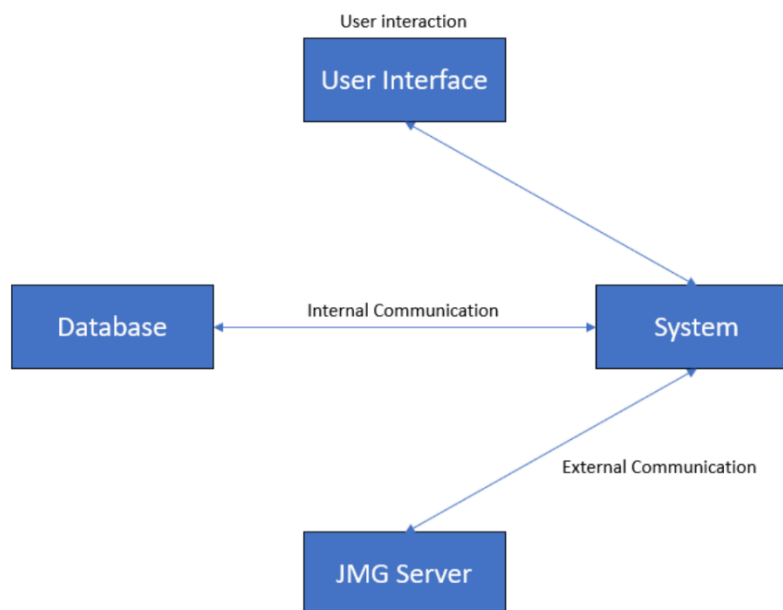 User interaction
User Interface
Internal Communication
Database
System
External Communication
JMG Server